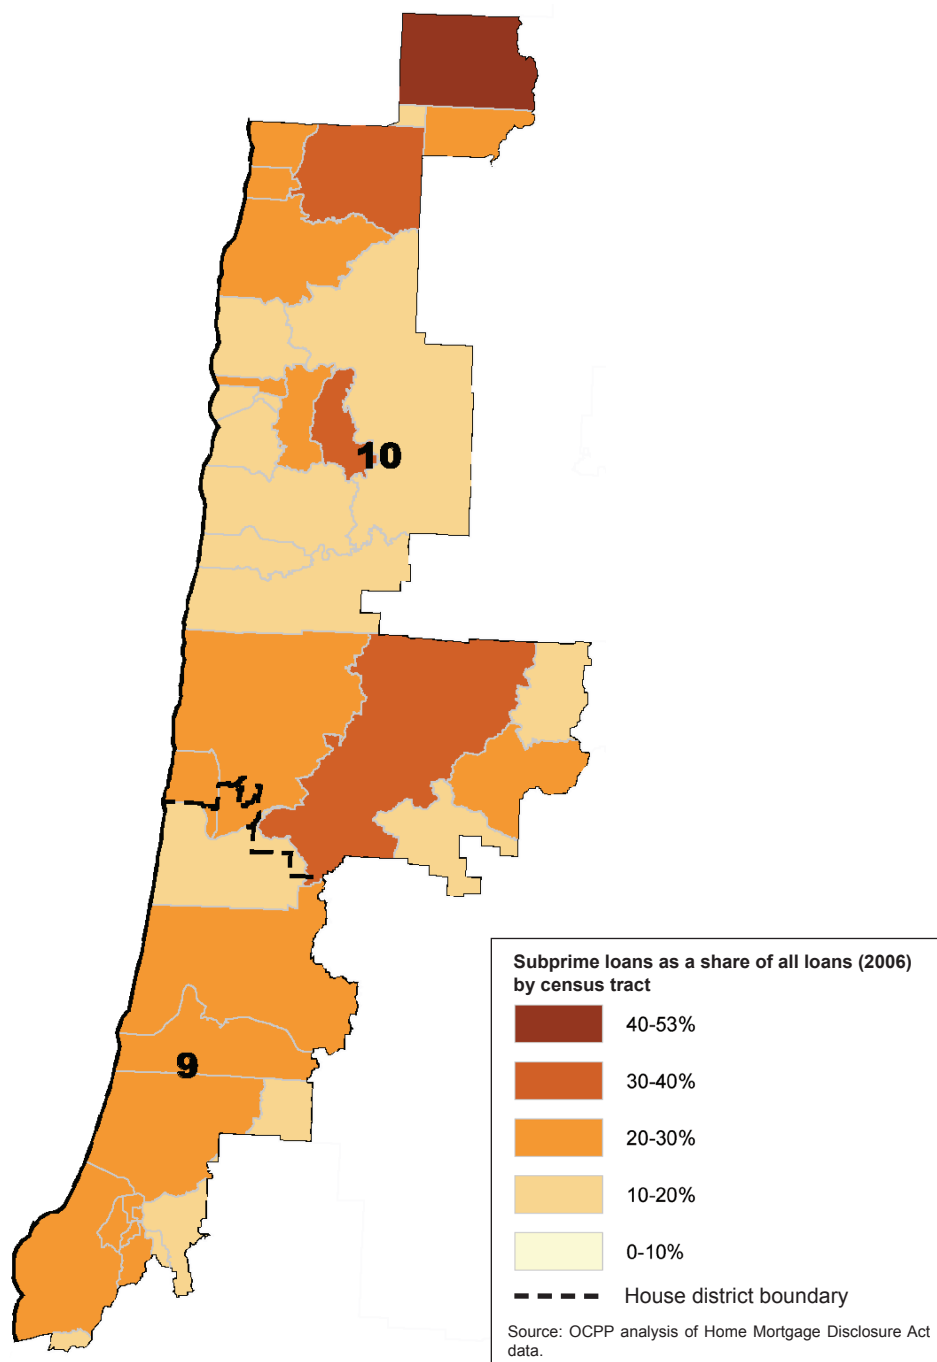 10
9
Subprime loans as a share of all loans (2006)
by census tract
40-53%
30-40%
20-30%
10-20%
0-10%
House district boundary
Source: OCPP analysis of Home Mortgage Disclosure Act
data.